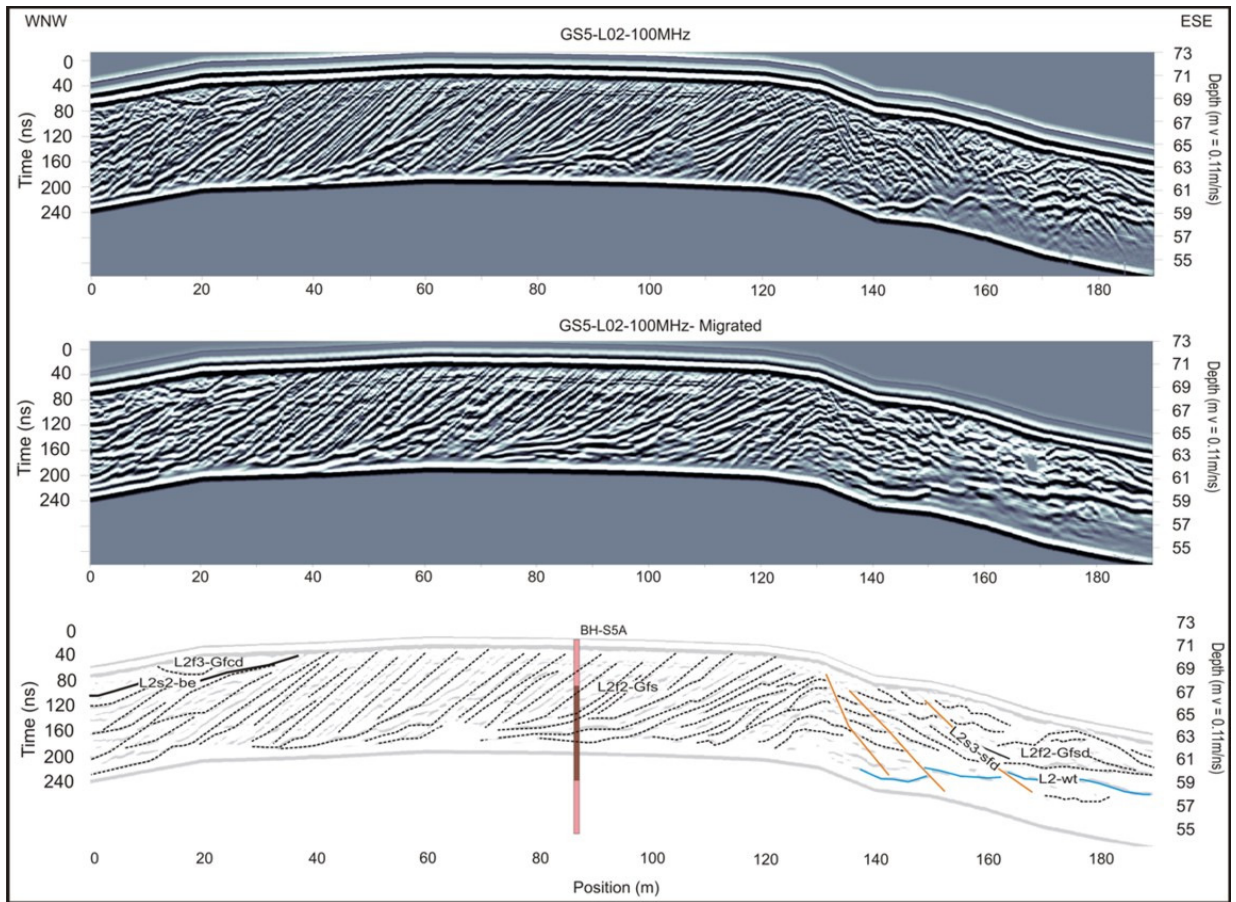 WNW
ESE
GS5-L02-100MHz
0
40
80
120
160
200
240
Time (ns)
73
71
69
67
65
63
61
59
57
55
Depth (m v = 0.11m/ns)
0 20 40 60 80 100 120 140 160 180
GS5-L02-100MHz- Migrated
0
40
80
120
160
200
240
Time (ns)
73
71
69
67
65
63
61
59
57
55
Depth (m v = 0.11m/ns)
0 20 40 60 80 100 120 140 160 180
0
40
80
120
160
200
240
Time (ns)
BH-S5A
L2f3-Gfcd
L2s2-be
L2f2-Gfs
L2s3-sfd
L2f2-Gfsd
L2-wt
73
71
69
67
65
63
61
59
57
55
Depth (m v = 0.11m/ns)
0 20 40 60 80 100 120 140 160 180
Position (m)